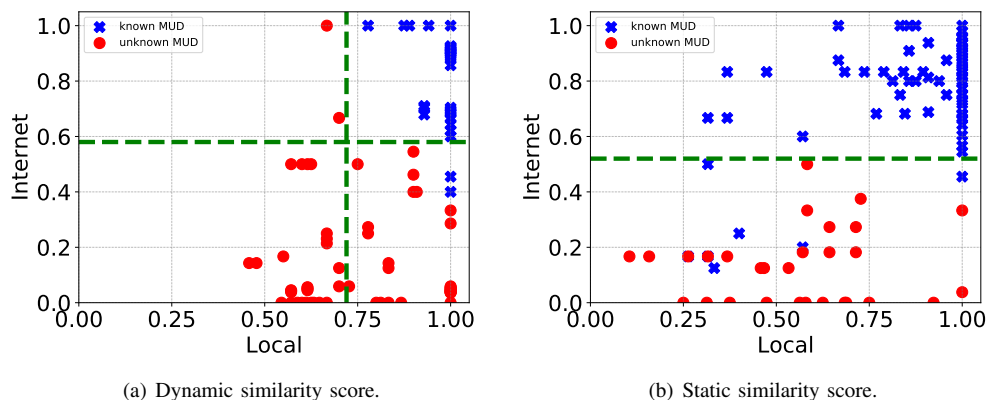 known MUD
unknown MUD
1.0
0.8
0.6
0.4
0.2
0.0
Internet
0.00
0.25
0.50
0.75
1.00
Local
(a) Dynamic similarity score.
known MUD
unknown MUD
1.0
0.8
0.6
0.4
0.2
0.0
Internet
0.00
0.25
0.50
0.75
1.00
Local
(b) Static similarity score.